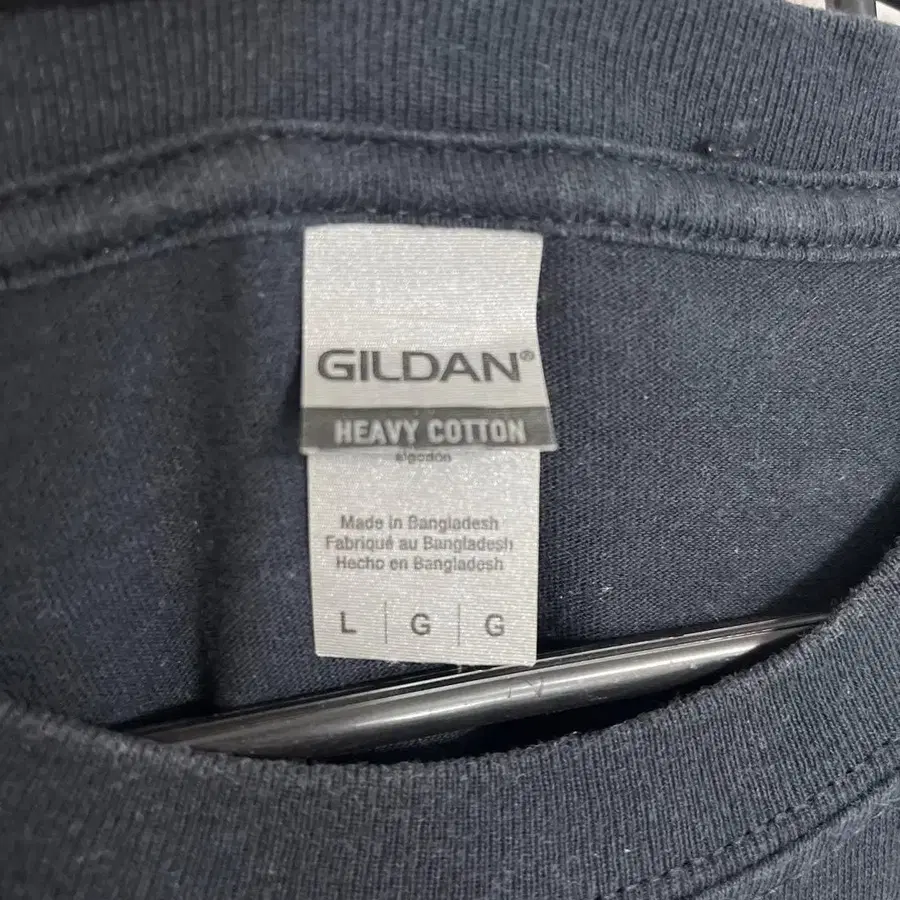 GILDAN®
HEAVY COTTON
algodón
Made in Bangladesh
Fabriqué au Bangladesh
Hecho en Bangladesh
L G G